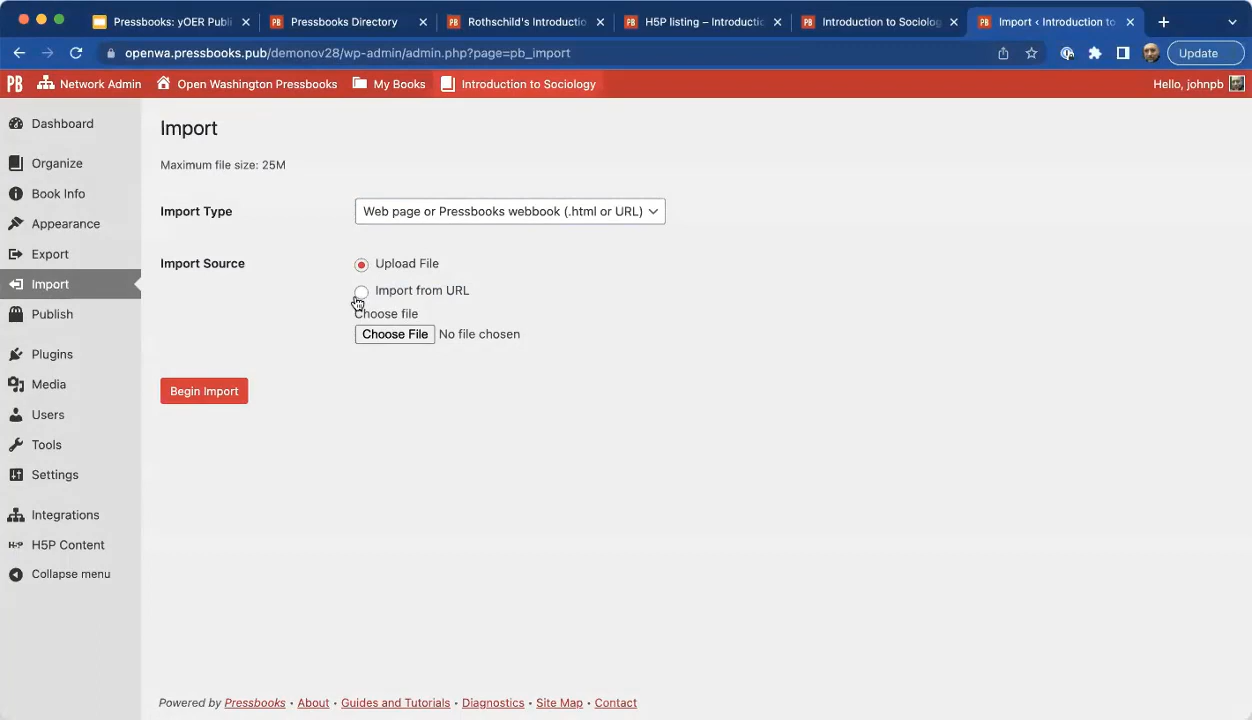 Pressbooks: yOER Publi
Pressbooks Directory
Rothschild's Introductio
H5P listing – Introductio
Introduction to Sociolog
Import ‹ Introduction to
openwa.pressbooks.pub/demonov28/wp-admin/admin.php?page=pb_import
Update
PB
Network Admin
Open Washington Pressbooks
My Books
Introduction to Sociology
Hello, johnpb
Dashboard
Organize
Book Info
Appearance
Export
Import
Publish
Plugins
Media
Users
Tools
Settings
Integrations
H5P Content
Collapse menu
Import
Maximum file size: 25M
Import Type
Web page or Pressbooks webbook (.html or URL)
Import Source
Upload File
Import from URL
Choose file
Choose File No file chosen
Begin Import
Powered by Pressbooks • About • Guides and Tutorials • Diagnostics • Site Map • Contact